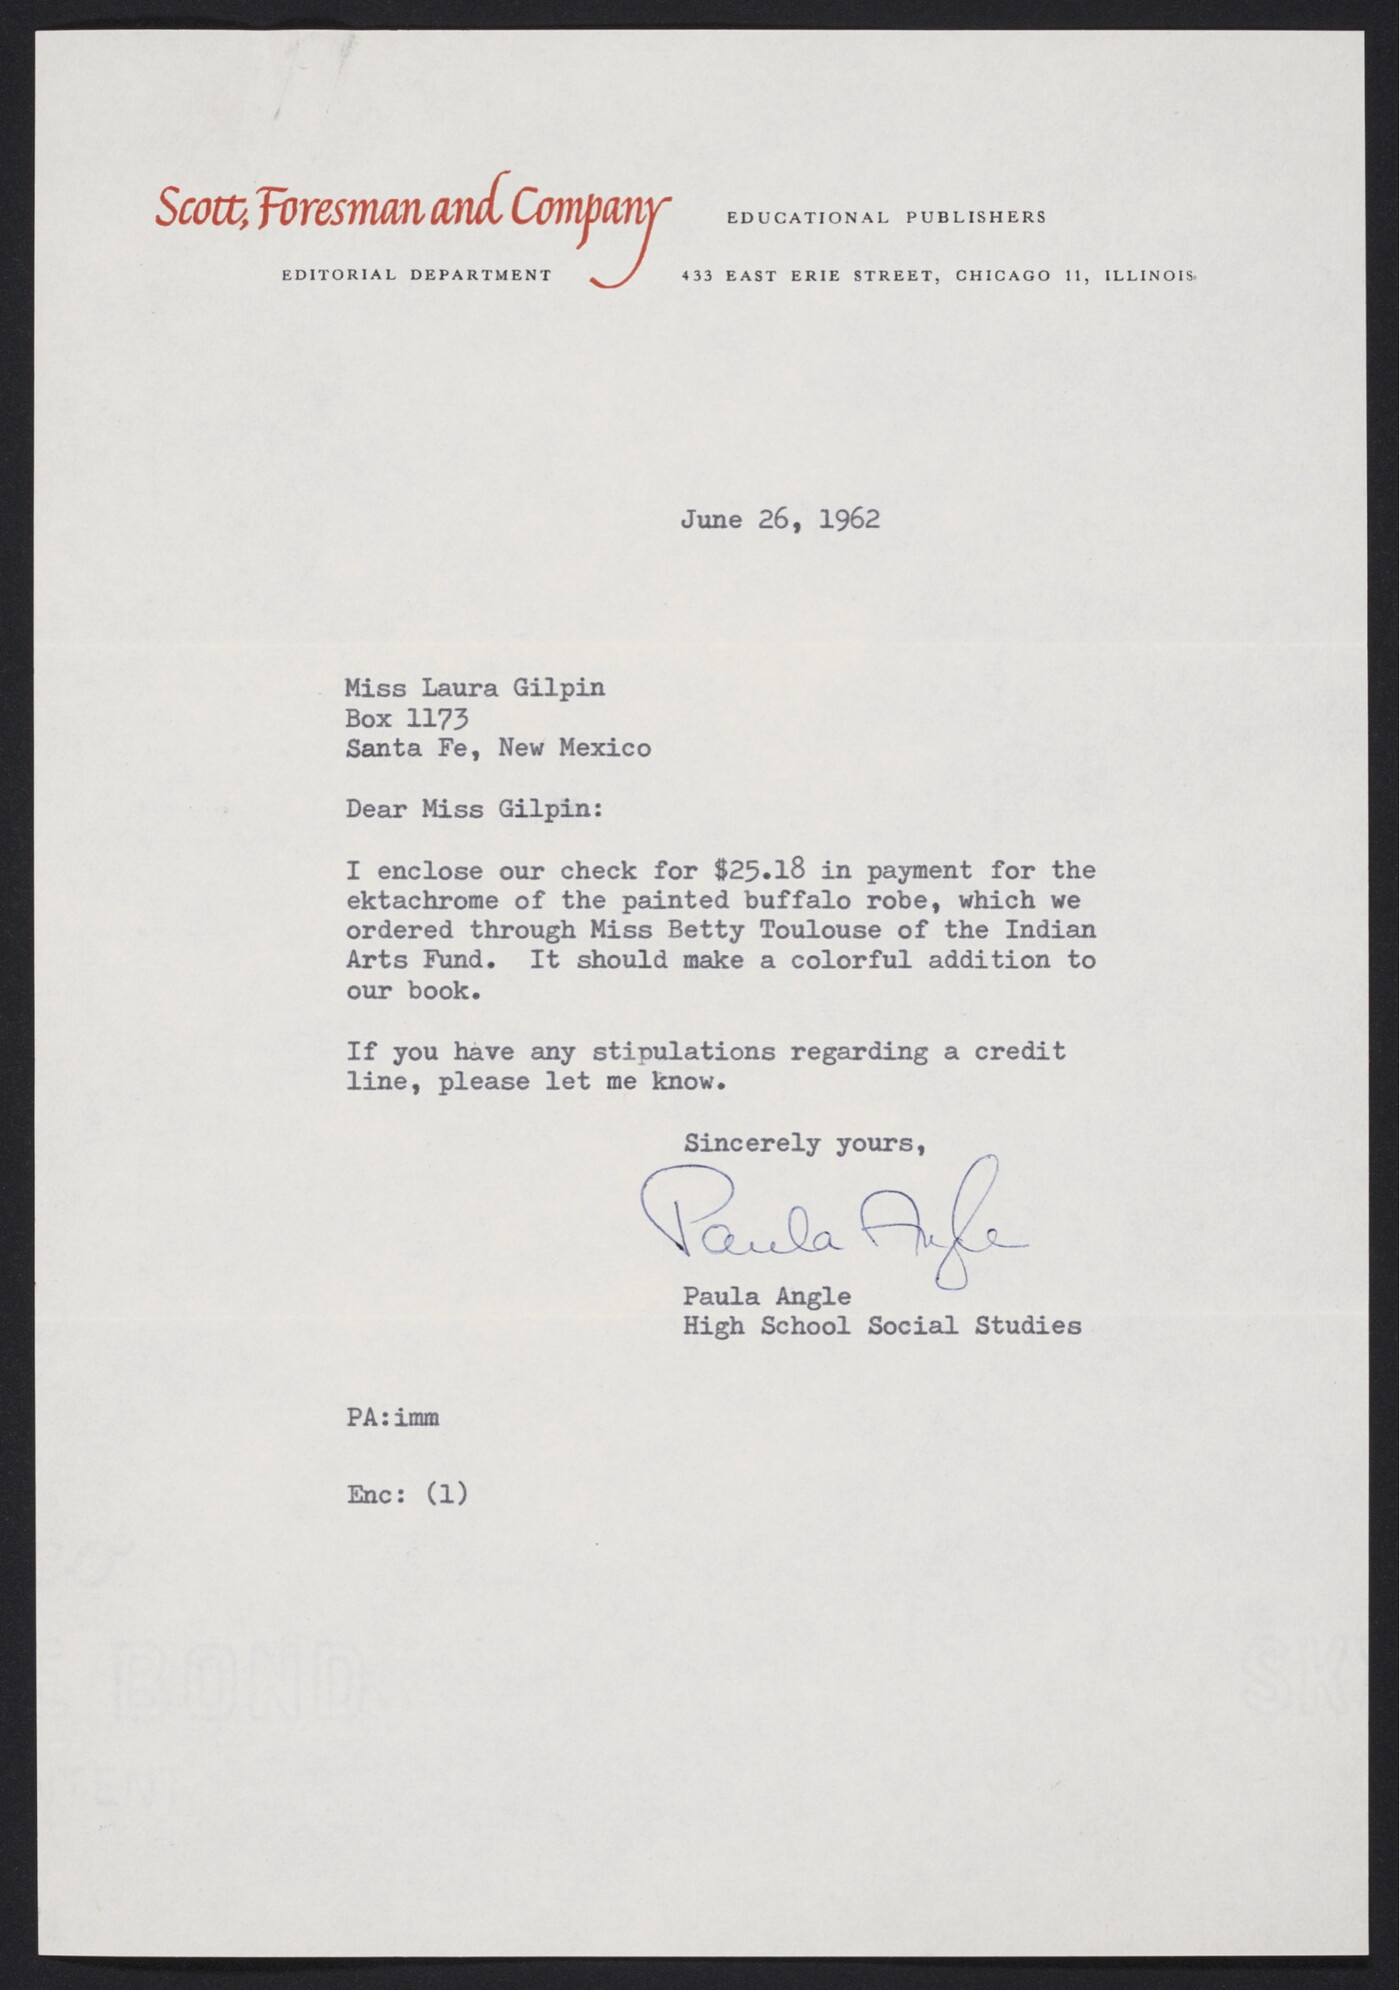 Scott, Foresman and Company EDUCATIONAL PUBLISHERS
EDITORIAL DEPARTMENT 433 EAST ERIE STREET, CHICAGO 11, ILLINOIS
June 26, 1962
Miss Laura Gilpin
Box 1173
Santa Fe, New Mexico
Dear Miss Gilpin:
I enclose our check for $25.18 in payment for the
ektachrome of the painted buffalo robe, which we
ordered through Miss Betty Toulouse of the Indian
Arts Fund. It should make a colorful addition to
our book.
If you have any stipulations regarding a credit
line, please let me know.
Sincerely yours,
Paula Angle
Paula Angle
High School Social Studies
PA:imm
Enc: (1)
BOND